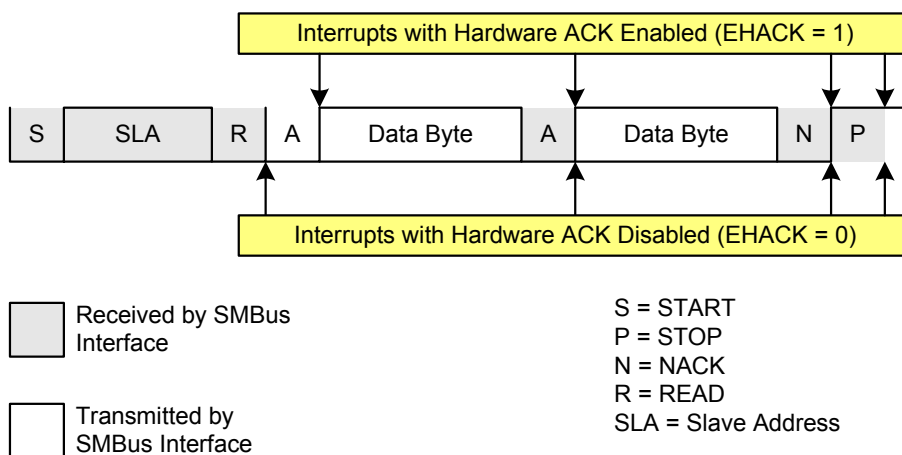 Interrupts with Hardware ACK Enabled (EHACK = 1)
S SLA R A Data Byte A Data Byte N P
Interrupts with Hardware ACK Disabled (EHACK = 0)
Received by SMBus
Interface
Transmitted by
SMBus Interface
S = START
P = STOP
N = NACK
R = READ
SLA = Slave Address